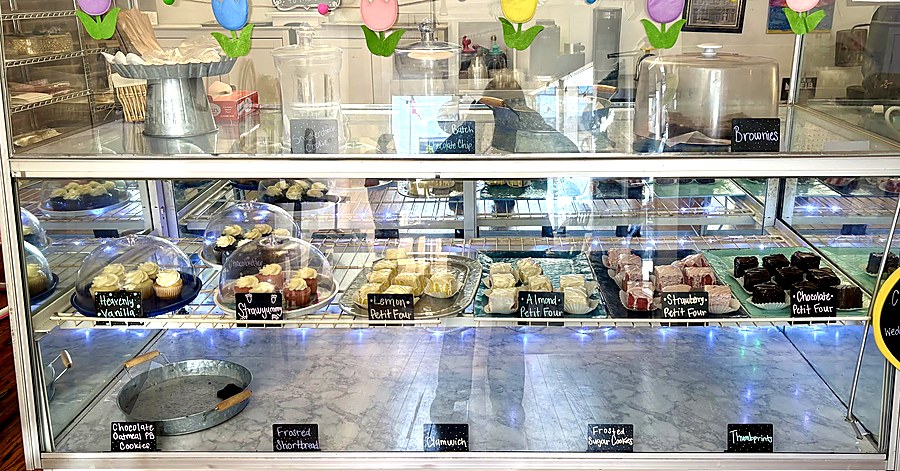 Batch
Chocolate Chip
Brownies
Heavenly
Vanilla
Strawyummy
Lemon
Petit Four
Almond
Petit Four
Strawberry
Petit Four
Chocolate
Petit Four
Chocolate
Oatmeal PB
Cookies
Frosted
Shortbread
Clamwich
Frosted
Sugar Cookies
Thumbprints